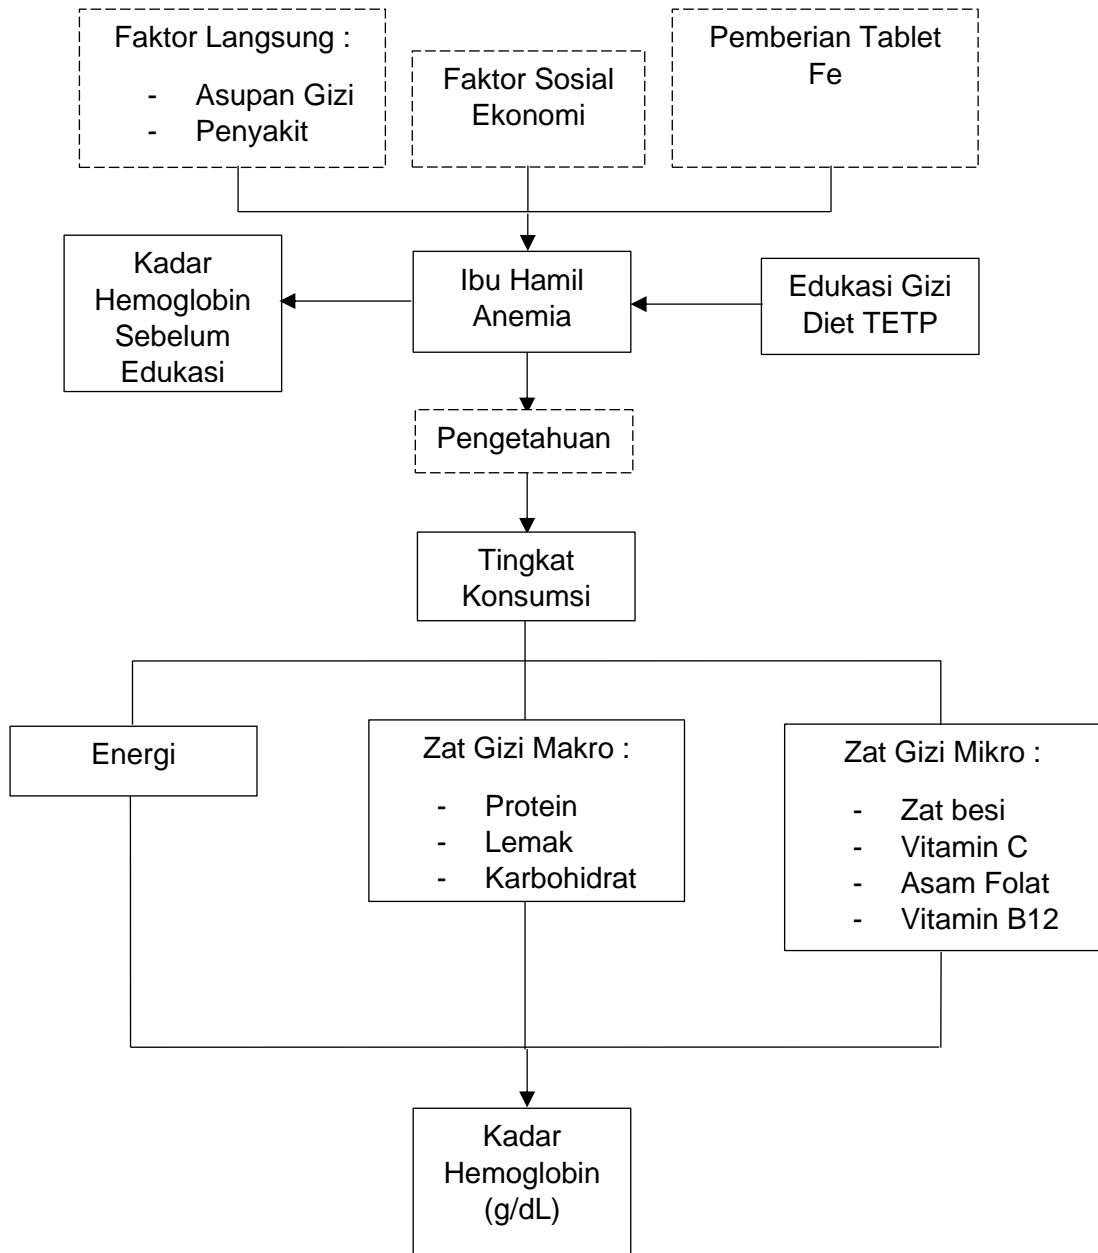 Faktor Langsung :
- Asupan Gizi
- Penyakit
Faktor Sosial
Ekonomi
Pemberian Tablet
Fe
Kadar
Hemoglobin
Sebelum
Edukasi
Ibu Hamil
Anemia
Edukasi Gizi
Diet TETP
Pengetahuan
Tingkat
Konsumsi
Energi
Zat Gizi Makro :
- Protein
- Lemak
- Karbohidrat
Zat Gizi Mikro :
- Zat besi
- Vitamin C
- Asam Folat
- Vitamin B12
Kadar
Hemoglobin
(g/dL)